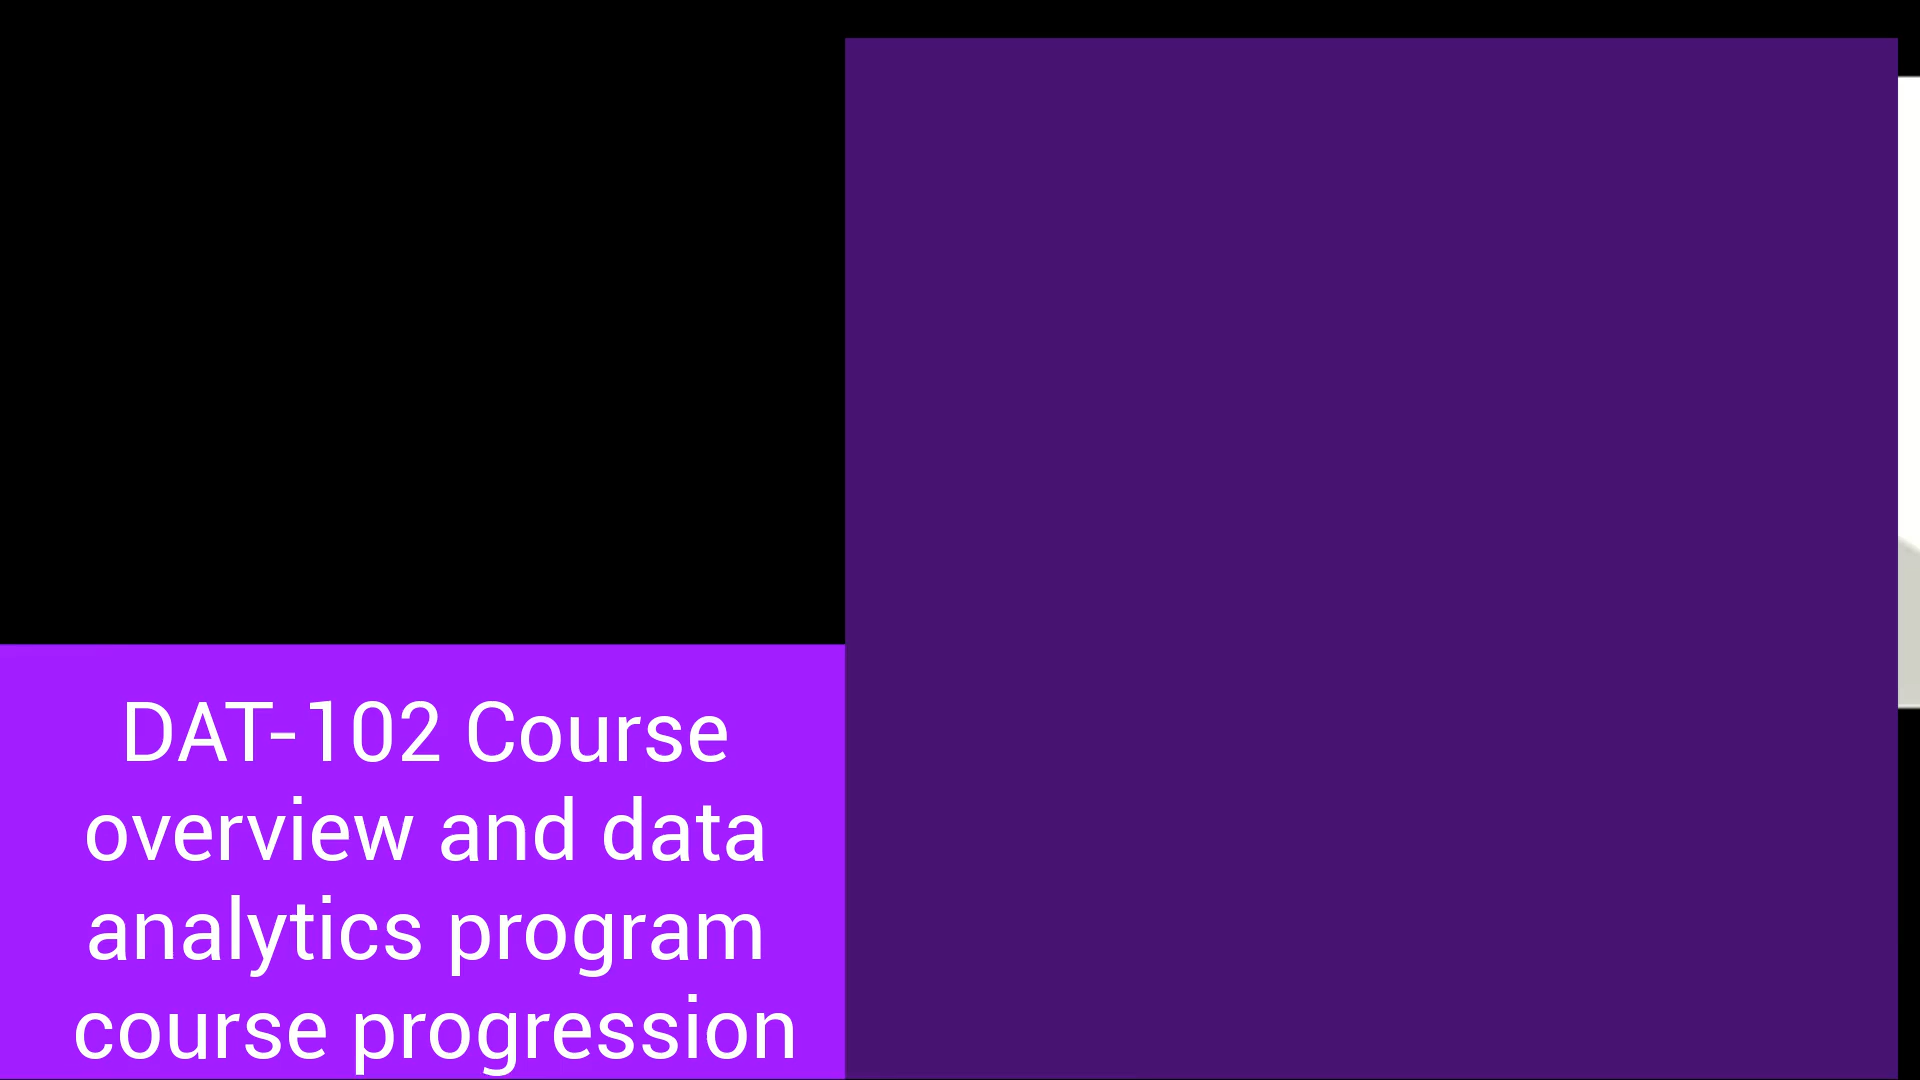 DAT-102 Course
overview and data
analytics program
course progression